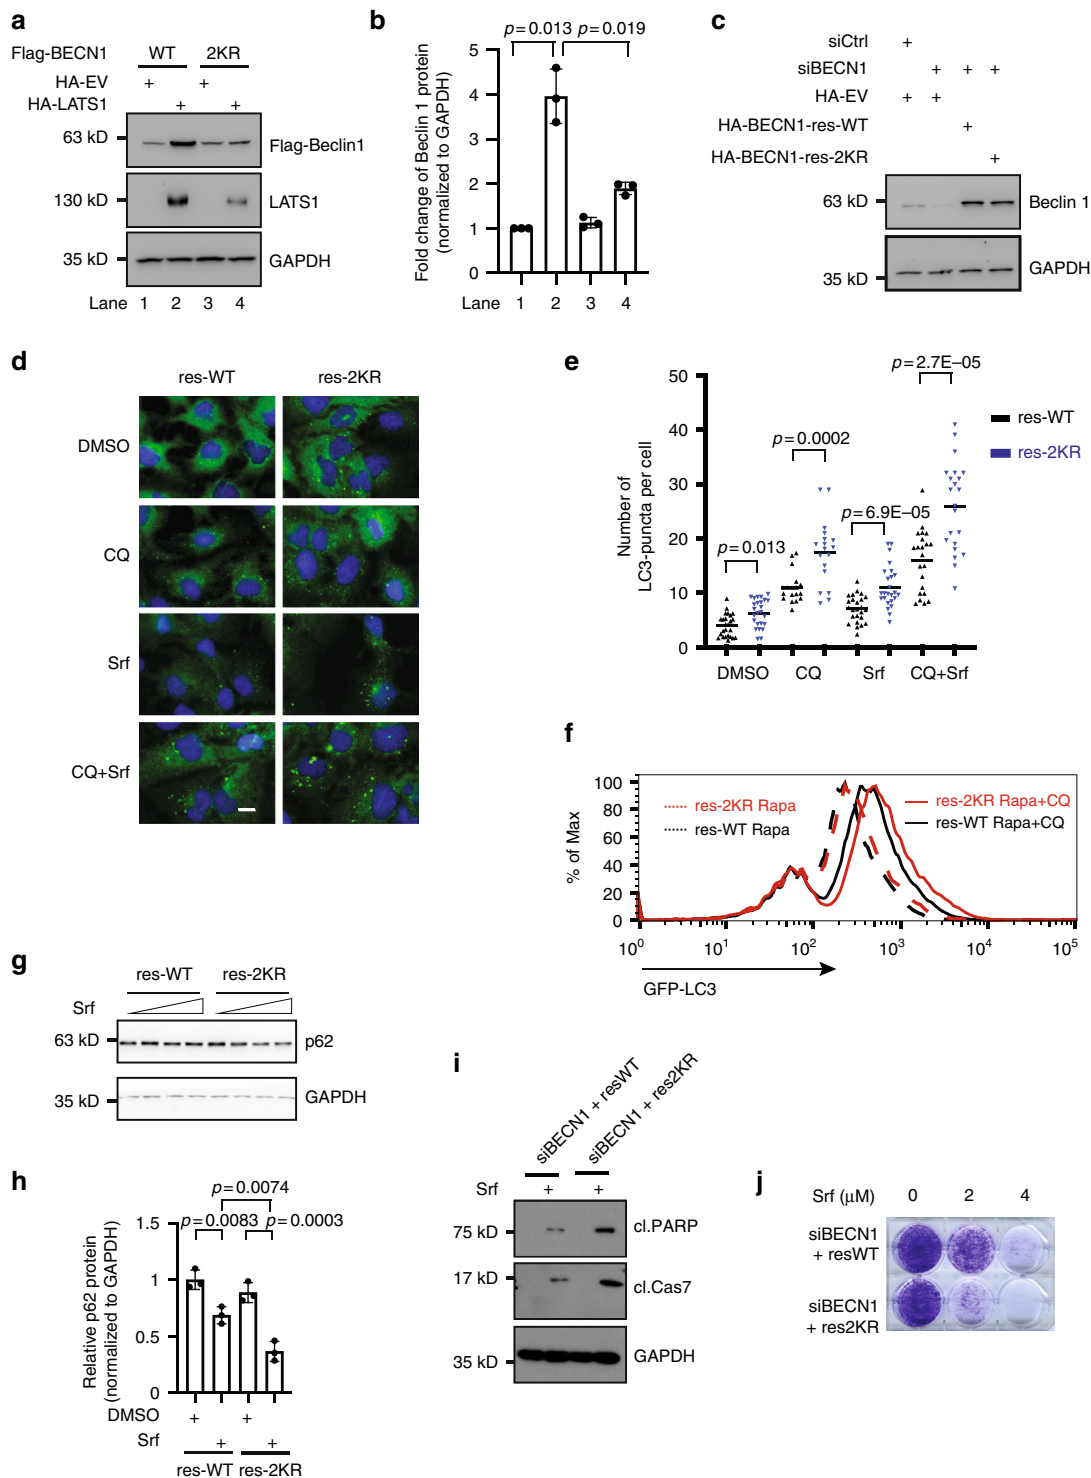 a
Flag-BECN1 WT 2KR
HA-EV + +
HA-LATS1 + +
63 kD Flag-Beclin1
130 kD LATS1
35 kD GAPDH
Lane 1 2 3 4
b
p = 0.013 p = 0.019
Fold change of Beclin 1 protein
(normalized to GAPDH)
5
4
3
2
1
0
1 2 3 4
Lane
c
siCtrl +
siBECN1 + + +
HA-EV + +
HA-BECN1-res-WT +
HA-BECN1-res-2KR +
63 kD Beclin 1
35 kD GAPDH
d
res-WT res-2KR
DMSO
CQ
Srf
CQ+Srf
e
Number of
LC3-puncta per cell
50
40
30
20
10
0
p = 0.013
p = 0.0002
p = 6.9E–05
p = 2.7E–05
res-WT
res-2KR
DMSO CQ Srf CQ+Srf
f
% of Max
100
80
60
40
20
0
res-2KR Rapa
res-WT Rapa
res-2KR Rapa+CQ
res-WT Rapa+CQ
10⁰ 10¹ 10² 10³ 10⁴ 10⁵
GFP-LC3
g
res-WT res-2KR
Srf
63 kD p62
35 kD GAPDH
h
Relative p62 protein
(normalized to GAPDH)
1.5
1
0.5
0
p = 0.0074
p = 0.0083 p = 0.0003
DMSO + +
Srf + +
res-WT res-2KR
i
siBECN1 + resWT
siBECN1 + res2KR
Srf + +
75 kD cl.PARP
17 kD cl.Cas7
35 kD GAPDH
j
Srf (μM) 0 2 4
siBECN1
+ resWT
siBECN1
+ res2KR